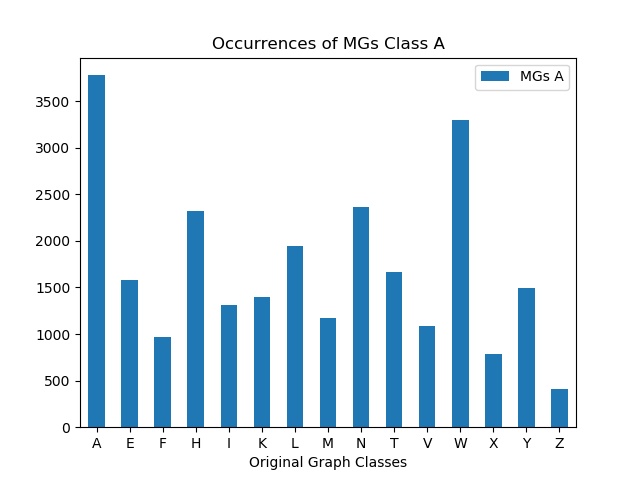 Occurrences of MGs Class A
MGs A
3500
3000
2500
2000
1500
1000
500
0
A E F H I K L M N T V W X Y Z
Original Graph Classes